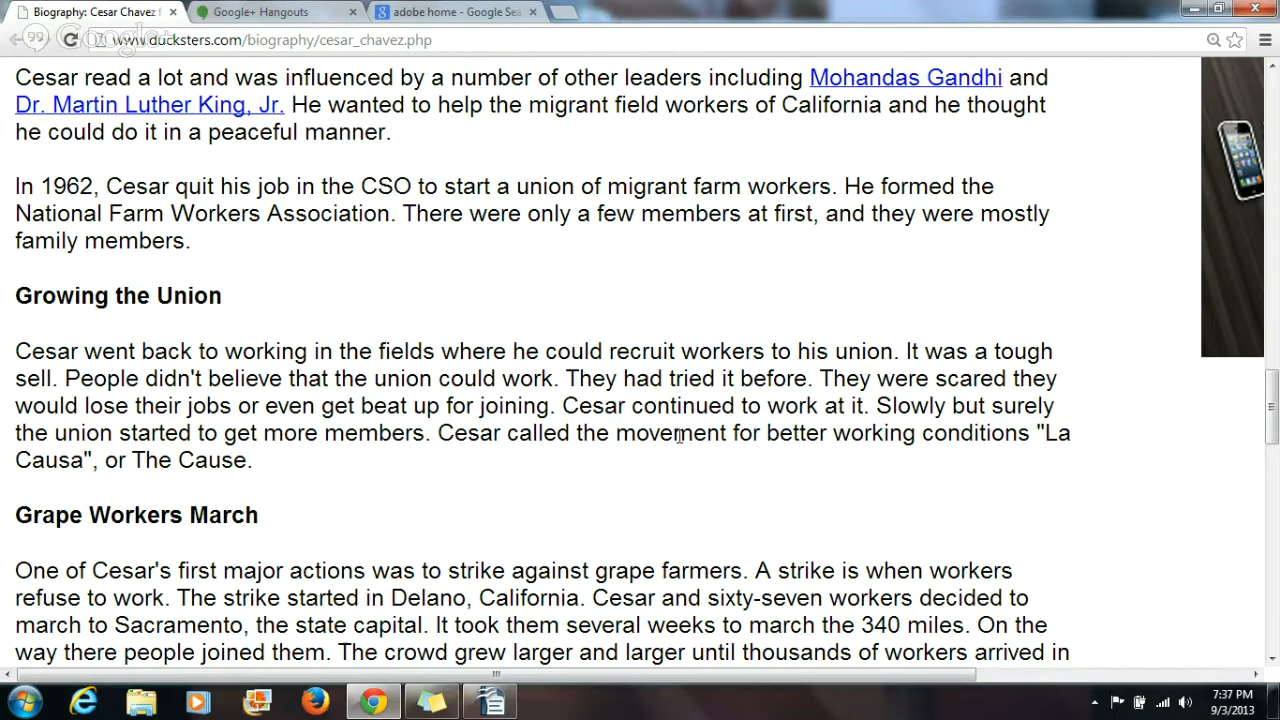 Biography: Cesar Chavez f
Google+ Hangouts
adobe home - Google Sea
Google+
www.ducksters.com/biography/cesar_chavez.php
Cesar read a lot and was influenced by a number of other leaders including Mohandas Gandhi and
Dr. Martin Luther King, Jr. He wanted to help the migrant field workers of California and he thought
he could do it in a peaceful manner.
In 1962, Cesar quit his job in the CSO to start a union of migrant farm workers. He formed the
National Farm Workers Association. There were only a few members at first, and they were mostly
family members.
Growing the Union
Cesar went back to working in the fields where he could recruit workers to his union. It was a tough
sell. People didn't believe that the union could work. They had tried it before. They were scared they
would lose their jobs or even get beat up for joining. Cesar continued to work at it. Slowly but surely
the union started to get more members. Cesar called the movement for better working conditions "La
Causa", or The Cause.
Grape Workers March
One of Cesar's first major actions was to strike against grape farmers. A strike is when workers
refuse to work. The strike started in Delano, California. Cesar and sixty-seven workers decided to
march to Sacramento, the state capital. It took them several weeks to march the 340 miles. On the
way there people joined them. The crowd grew larger and larger until thousands of workers arrived in
7:37 PM
9/3/2013